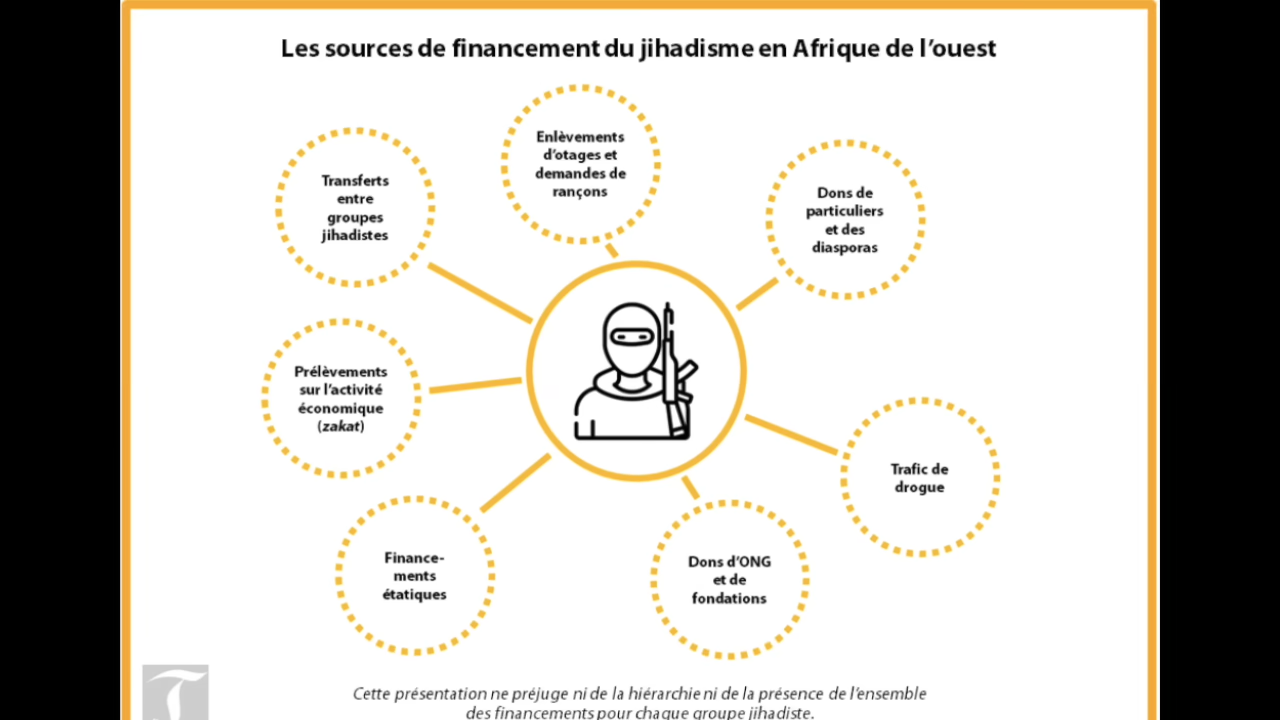 Les sources de financement du jihadisme en Afrique de l’ouest
Enlèvements
d’otages et
demandes de
rançons
Transferts
entre
groupes
jihadistes
Dons de
particuliers
et des
diasporas
Prélèvements
sur l’activité
économique
(zakat)
Trafic de
drogue
Finance-
ments
étatiques
Dons d’ONG
et de
fondations
Cette présentation ne préjuge ni de la hiérarchie ni de la présence de l’ensemble
des financements pour chaque groupe jihadiste.
T